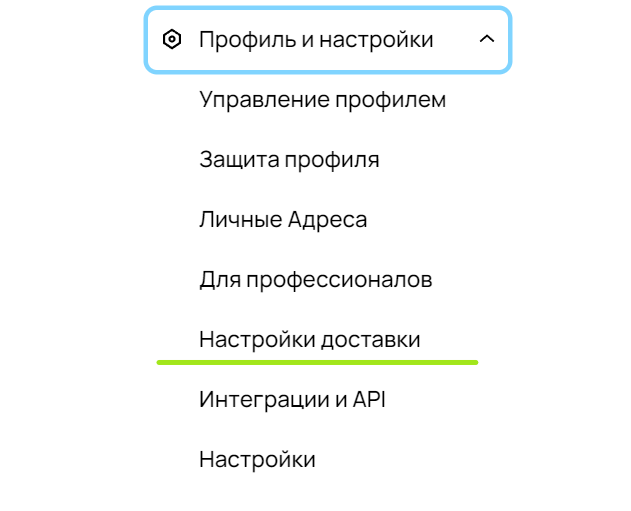 Профиль и настройки
Управление профилем
Защита профиля
Личные Адреса
Для профессионалов
Настройки доставки
Интеграции и API
Настройки